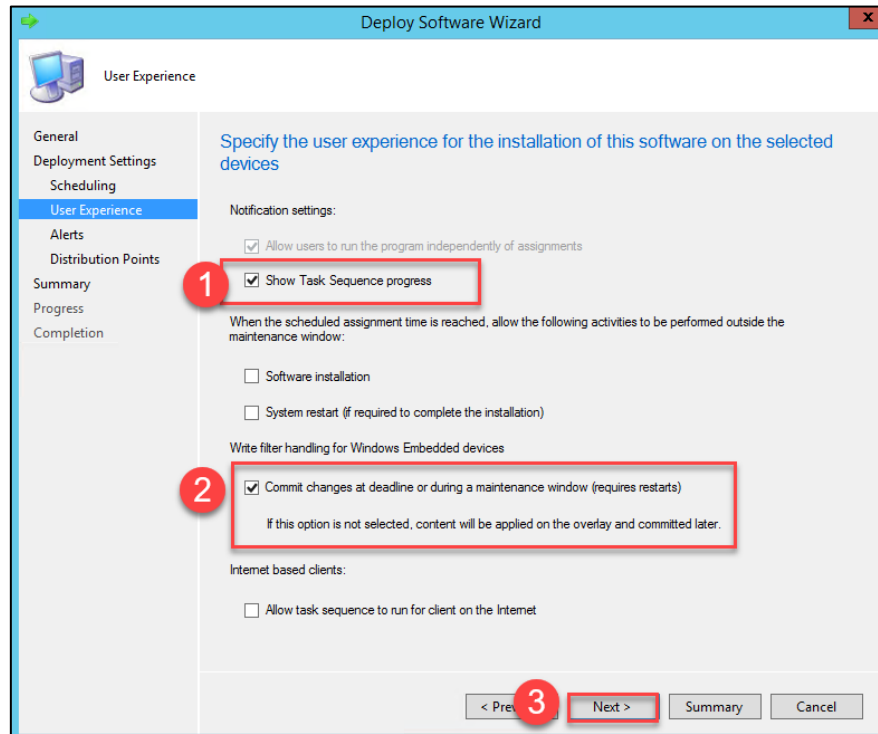 Deploy Software Wizard
x
User Experience
General
Deployment Settings
Scheduling
User Experience
Alerts
Distribution Points
Summary
Progress
Completion
Specify the user experience for the installation of this software on the selected
devices
Notification settings:
Allow users to run the program independently of assignments
1
Show Task Sequence progress
When the scheduled assignment time is reached, allow the following activities to be performed outside the
maintenance window:
Software installation
System restart (if required to complete the installation)
Write filter handling for Windows Embedded devices
2
Commit changes at deadline or during a maintenance window (requires restarts)
If this option is not selected, content will be applied on the overlay and committed later.
Internet based clients:
Allow task sequence to run for client on the Internet
< Pre
3
Next >
Summary
Cancel